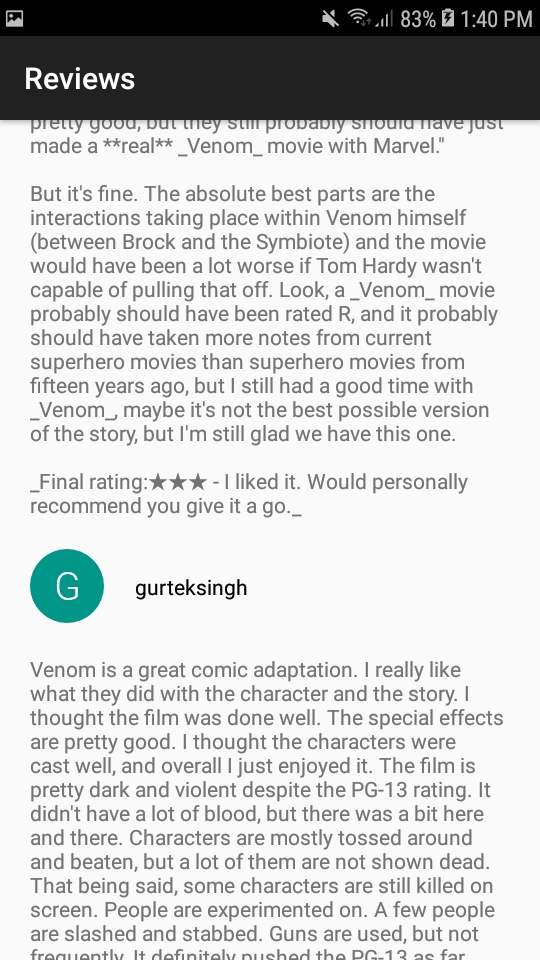 83% 1:40 PM
Reviews
pretty good, but they still probably should have just
made a **real** _Venom_ movie with Marvel."
But it's fine. The absolute best parts are the
interactions taking place within Venom himself
(between Brock and the Symbiote) and the movie
would have been a lot worse if Tom Hardy wasn't
capable of pulling that off. Look, a _Venom_ movie
probably should have been rated R, and it probably
should have taken more notes from current
superhero movies than superhero movies from
fifteen years ago, but I still had a good time with
_Venom_, maybe it's not the best possible version
of the story, but I'm still glad we have this one.
_Final rating:★★★ - I liked it. Would personally
recommend you give it a go._
G
gurteksingh
Venom is a great comic adaptation. I really like
what they did with the character and the story. I
thought the film was done well. The special effects
are pretty good. I thought the characters were
cast well, and overall I just enjoyed it. The film is
pretty dark and violent despite the PG-13 rating. It
didn't have a lot of blood, but there was a bit here
and there. Characters are mostly tossed around
and beaten, but a lot of them are not shown dead.
That being said, some characters are still killed on
screen. People are experimented on. A few people
are slashed and stabbed. Guns are used, but not
frequently. It definitely pushed the PG-13 as far